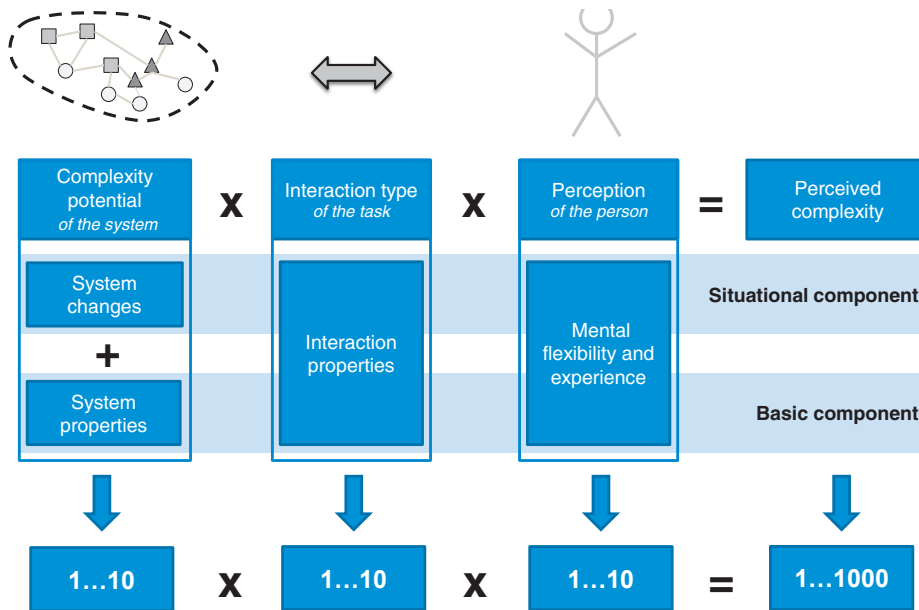 Complexity
potential
of the system
x
Interaction type
of the task
x
Perception
of the person
=
Perceived
complexity
System
changes
Situational component
+
Interaction
properties
Mental
flexibility and
experience
System
properties
Basic component
1...10
x
1...10
x
1...10
=
1...1000